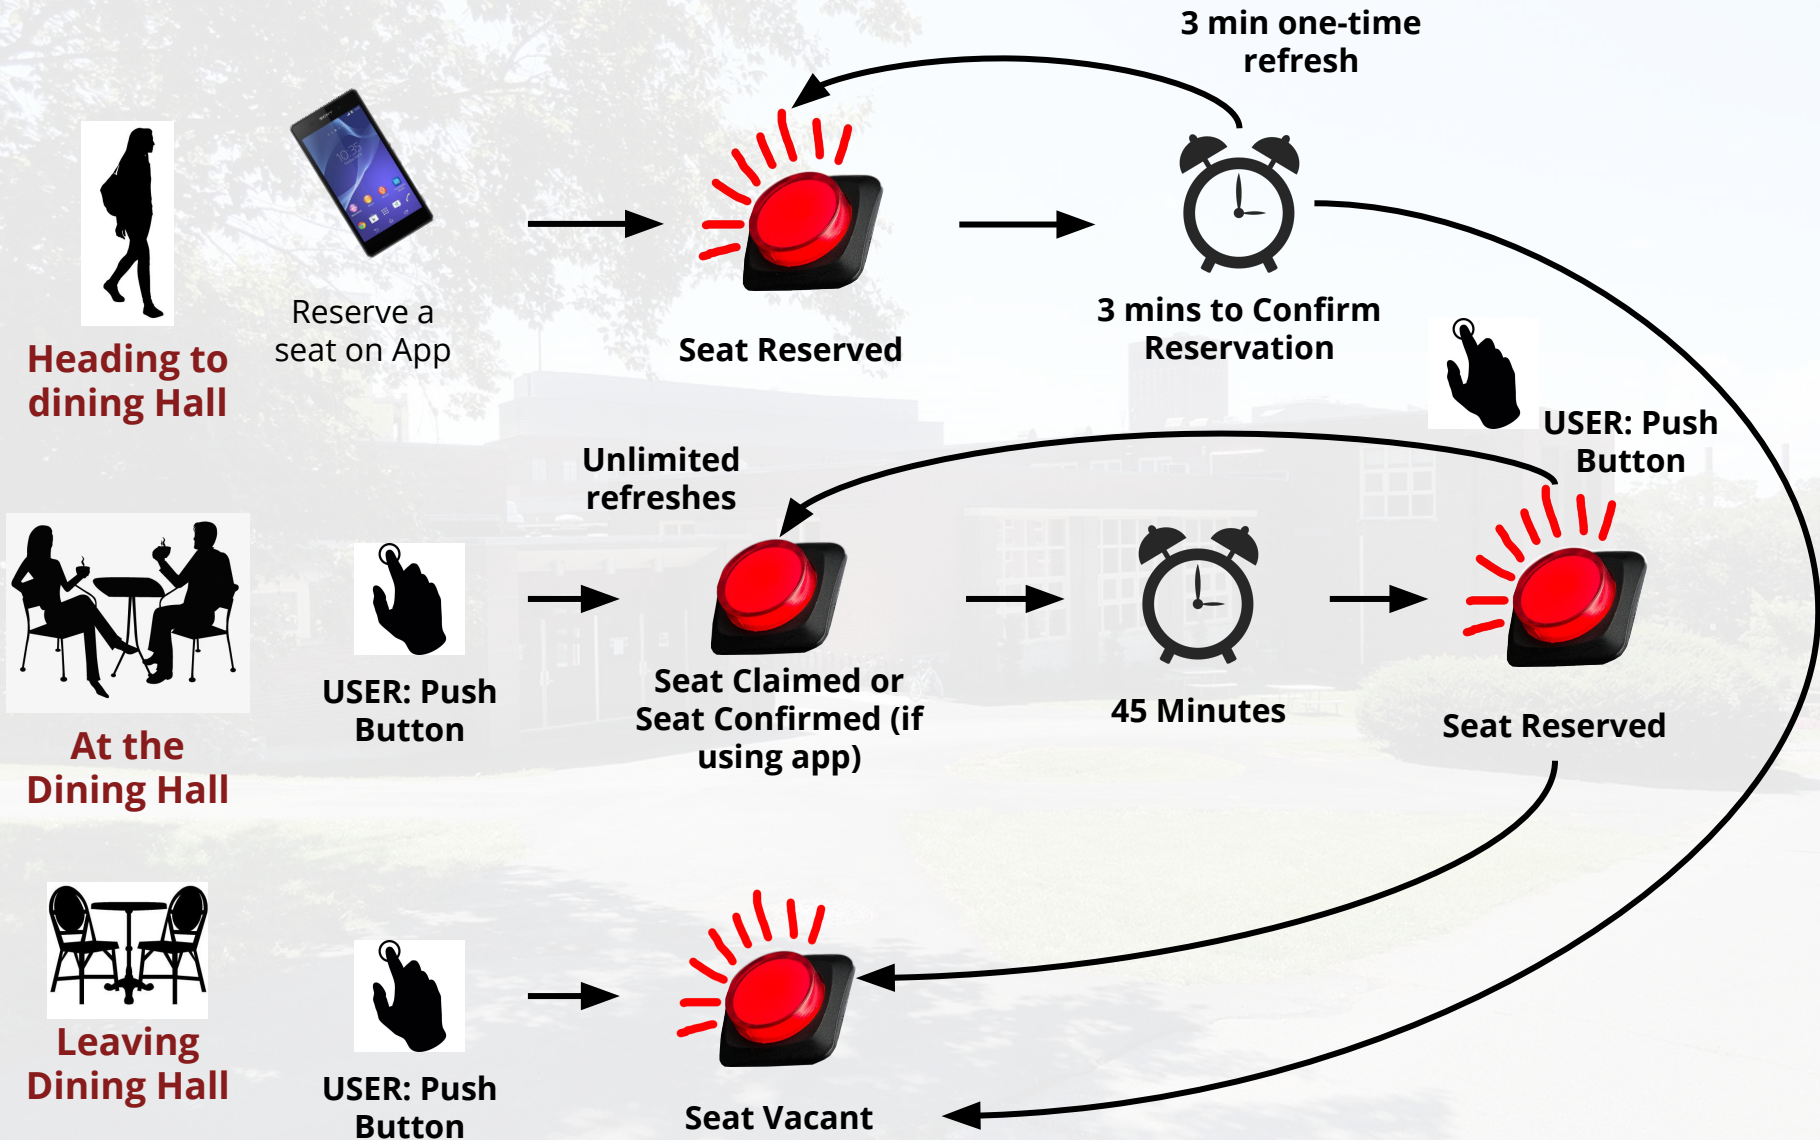 3 min one-time
refresh
10:35
Reserve a
seat on App
Seat Reserved
3 mins to Confirm
Reservation
Heading to
dining Hall
USER: Push
Button
Unlimited
refreshes
USER: Push
Button
Seat Claimed or
Seat Confirmed (if
using app)
45 Minutes
Seat Reserved
At the
Dining Hall
Leaving
Dining Hall
USER: Push
Button
Seat Vacant